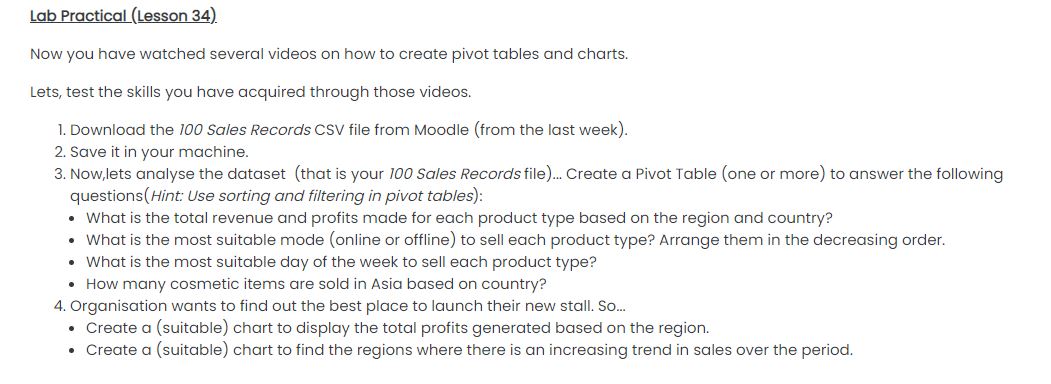 Lab Practical (Lesson 34)
Now you have watched several videos on how to create pivot tables and charts.
Lets, test the skills you have acquired through those videos.
1. Download the 100 Sales Records CSV file from Moodle (from the last week).
2. Save it in your machine.
3. Now,lets analyse the dataset (that is your 100 Sales Records file)... Create a Pivot Table (one or more) to answer the following
questions(Hint: Use sorting and filtering in pivot tables):
• What is the total revenue and profits made for each product type based on the region and country?
• What is the most suitable mode (online or offline) to sell each product type? Arrange them in the decreasing order.
• What is the most suitable day of the week to sell each product type?
• How many cosmetic items are sold in Asia based on country?
4. Organisation wants to find out the best place to launch their new stall. So...
• Create a (suitable) chart to display the total profits generated based on the region.
• Create a (suitable) chart to find the regions where there is an increasing trend in sales over the period.